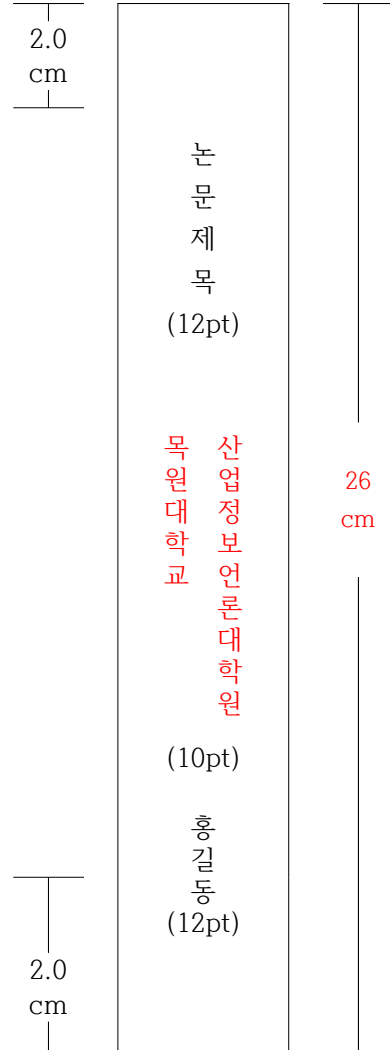 2.0
cm
논문제목
(12pt)
목원대학교
산업정보언론대학원
(10pt)
26
cm
홍길동
(12pt)
2.0
cm